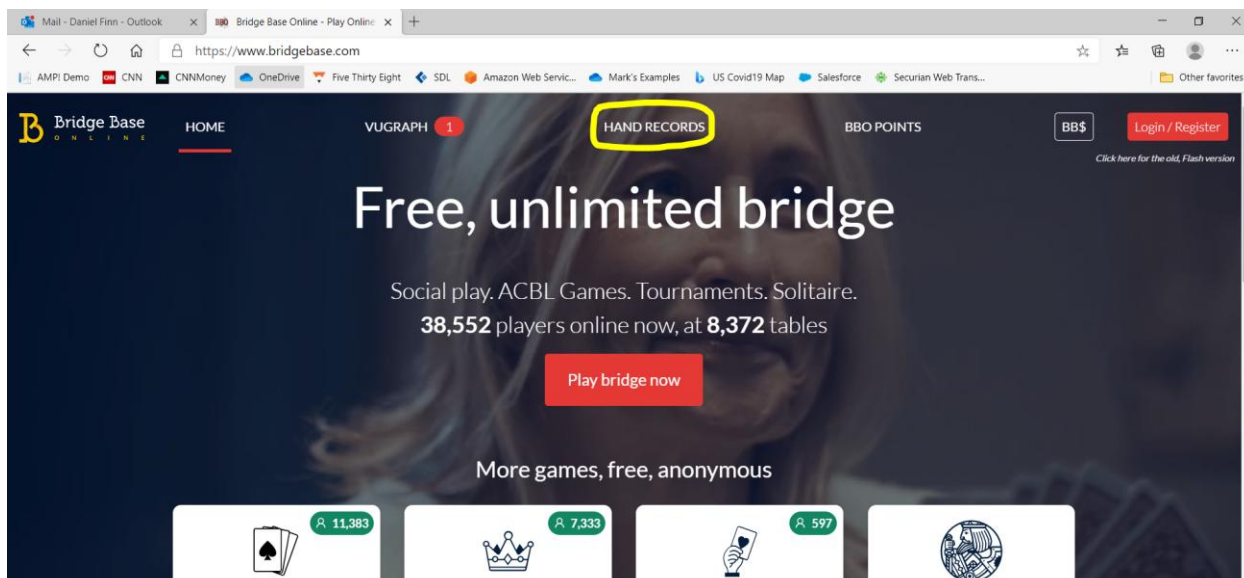 Mail - Daniel Finn - Outlook
BBO Bridge Base Online - Play Online
https://www.bridgebase.com
AMP! Demo CNN CNNMoney OneDrive Five Thirty Eight SDL Amazon Web Servic... Mark's Examples US Covid19 Map Salesforce Securian Web Trans... Other favorites
Bridge Base
ONLINE
HOME VUGRAPH 1 HAND RECORDS BBO POINTS BB$ Login / Register
Click here for the old, Flash version
Free, unlimited bridge
Social play. ACBL Games. Tournaments. Solitaire.
38,552 players online now, at 8,372 tables
Play bridge now
More games, free, anonymous
11,383 7,333 597